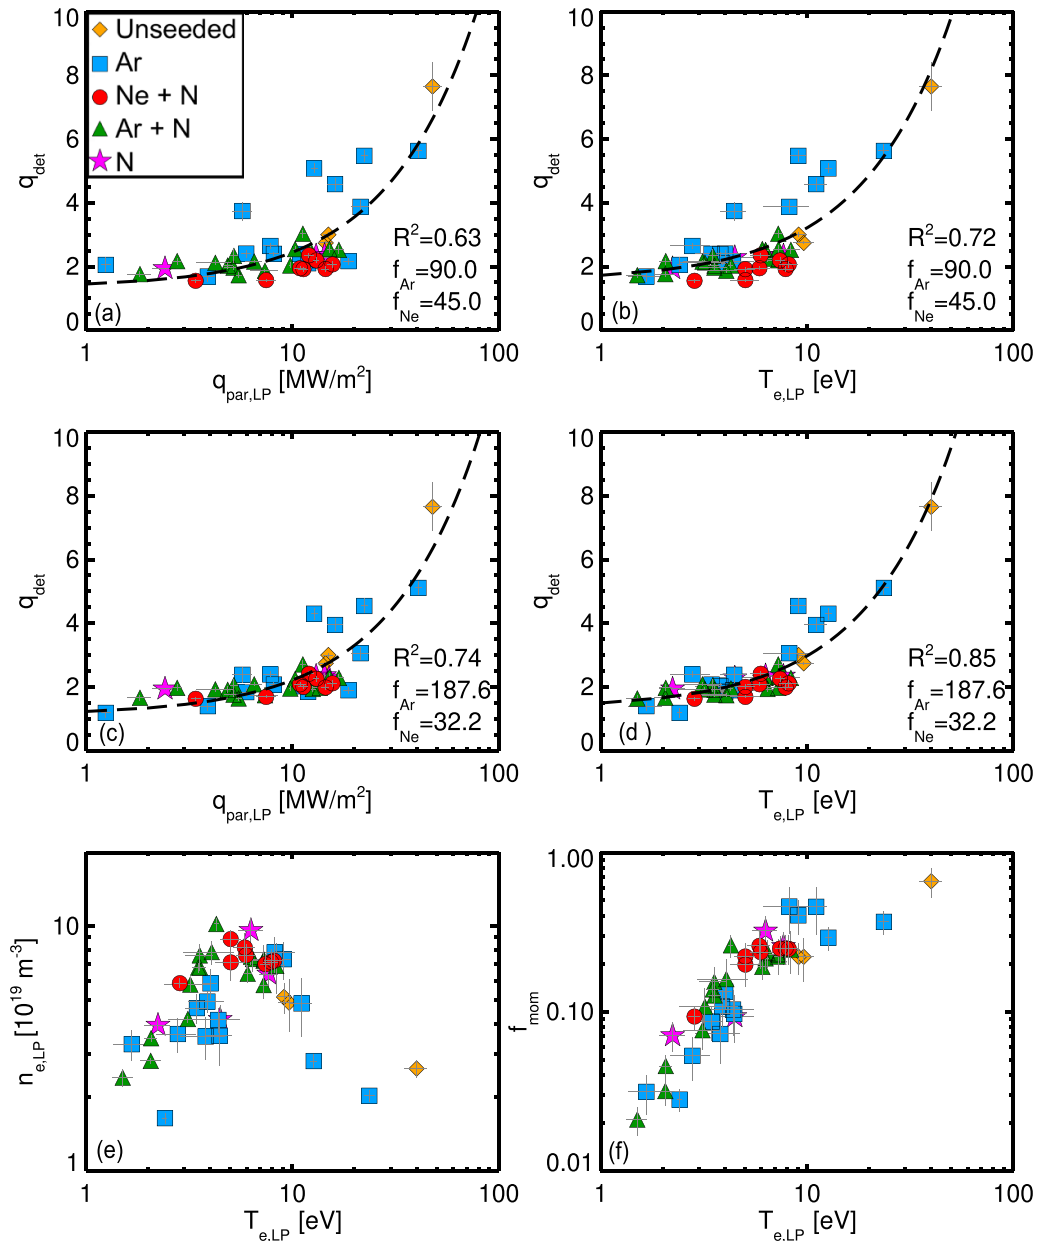 10
8
6
4
2
0
q_det
Unseeded
Ar
Ne + N
Ar + N
N
R²=0.63
f_Ar=90.0
f_Ne=45.0
(a)
1
10
100
q_par,LP [MW/m²]
10
8
6
4
2
0
q_det
R²=0.72
f_Ar=90.0
f_Ne=45.0
(b)
1
10
100
T_e,LP [eV]
10
8
6
4
2
0
q_det
R²=0.74
f_Ar=187.6
f_Ne=32.2
(c)
1
10
100
q_par,LP [MW/m²]
10
8
6
4
2
0
q_det
R²=0.85
f_Ar=187.6
f_Ne=32.2
(d )
1
10
100
T_e,LP [eV]
10
1
n_e,LP [10¹⁹ m⁻³]
(e)
1
10
100
T_e,LP [eV]
1.00
0.10
0.01
f_mom
(f)
1
10
100
T_e,LP [eV]